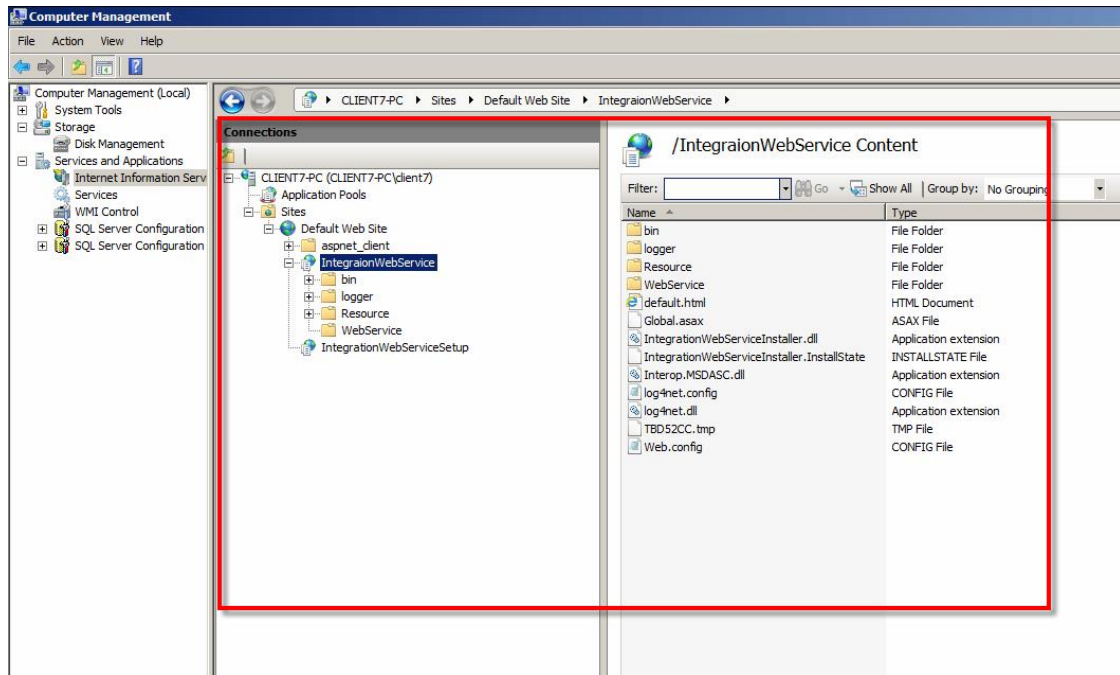 Computer Management
File Action View Help
Computer Management (Local)
System Tools
Storage
Disk Management
Services and Applications
Internet Information Serv
Services
WMI Control
SQL Server Configuration
SQL Server Configuration
CLIENT7-PC Sites Default Web Site IntegraionWebService
Connections
CLIENT7-PC (CLIENT7-PC\client7)
Application Pools
Sites
Default Web Site
aspnet_client
IntegraionWebService
bin
logger
Resource
WebService
IntegrationWebServiceSetup
/IntegraionWebService Content
Filter: Go Show All Group by: No Grouping
Name Type
bin File Folder
logger File Folder
Resource File Folder
WebService File Folder
default.html HTML Document
Global.asax ASAX File
IntegrationWebServiceInstaller.dll Application extension
IntegrationWebServiceInstaller.InstallState INSTALLSTATE File
Interop.MSDASC.dll Application extension
log4net.config CONFIG File
log4net.dll Application extension
TBD52CC.tmp TMP File
Web.config CONFIG File